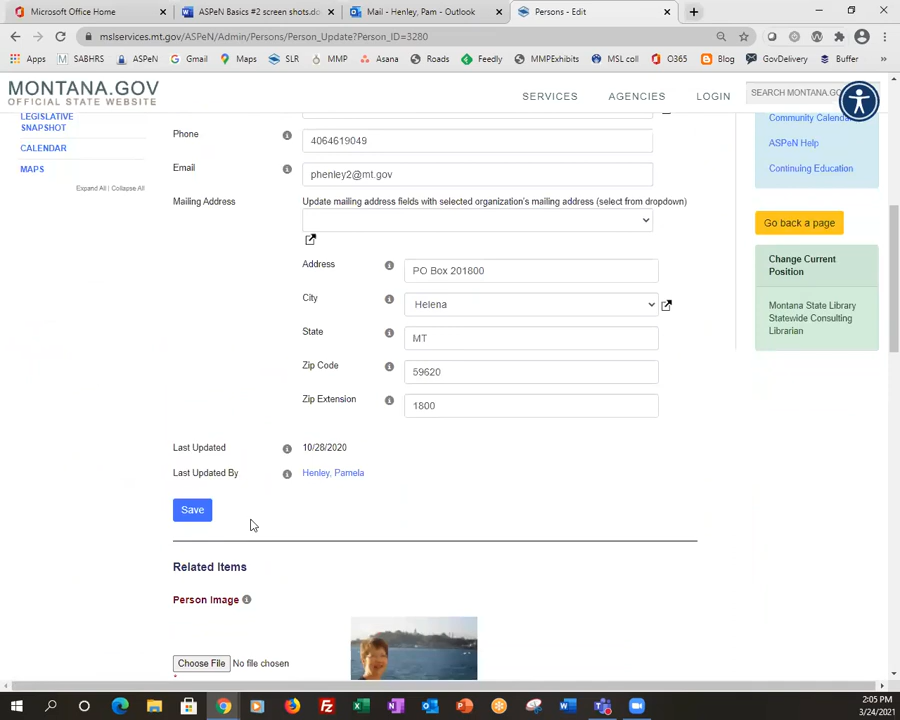 Microsoft Office Home
ASPeN Basics #2 screen shots.do
Mail - Henley, Pam - Outlook
Persons - Edit
mslservices.mt.gov/ASPeN/Admin/Persons/Person_Update?Person_ID=3280
Apps SABHRS ASPeN Gmail Maps SLR MMP Asana Roads Feedly MMPExhibits MSL coll O365 Blog GovDelivery Buffer
MONTANA.GOV
OFFICIAL STATE WEBSITE
SERVICES AGENCIES LOGIN
SEARCH MONTANA.GO
LEGISLATIVE
SNAPSHOT
CALENDAR
MAPS
Expand All | Collapse All
Phone
4064619049
Email
phenley2@mt.gov
Mailing Address
Update mailing address fields with selected organization's mailing address (select from dropdown)
Address
PO Box 201800
City
Helena
State
MT
Zip Code
59620
Zip Extension
1800
Last Updated
10/28/2020
Last Updated By
Henley, Pamela
Save
Related Items
Person Image
Choose File No file chosen
Community Calendar
ASPeN Help
Continuing Education
Go back a page
Change Current
Position
Montana State Library
Statewide Consulting
Librarian
2:05 PM
3/24/2021